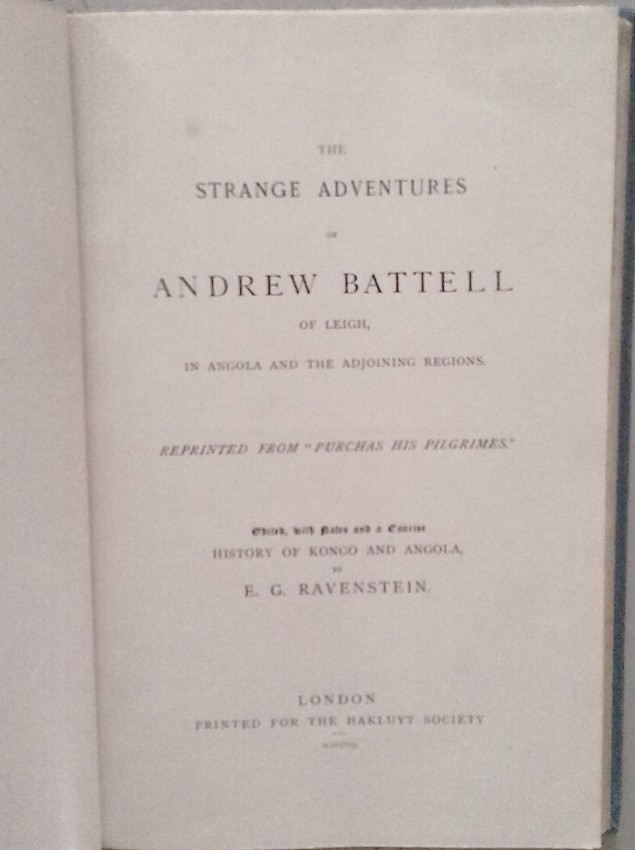 THE
STRANGE ADVENTURES
OF
ANDREW BATTELL
OF LEIGH,
IN ANGOLA AND THE ADJOINING REGIONS.
REPRINTED FROM "PURCHAS HIS PILGRIMES."
Edited, with Notes and a Concise
HISTORY OF KONGO AND ANGOLA,
BY
E. G. RAVENSTEIN.
LONDON
PRINTED FOR THE HAKLUYT SOCIETY